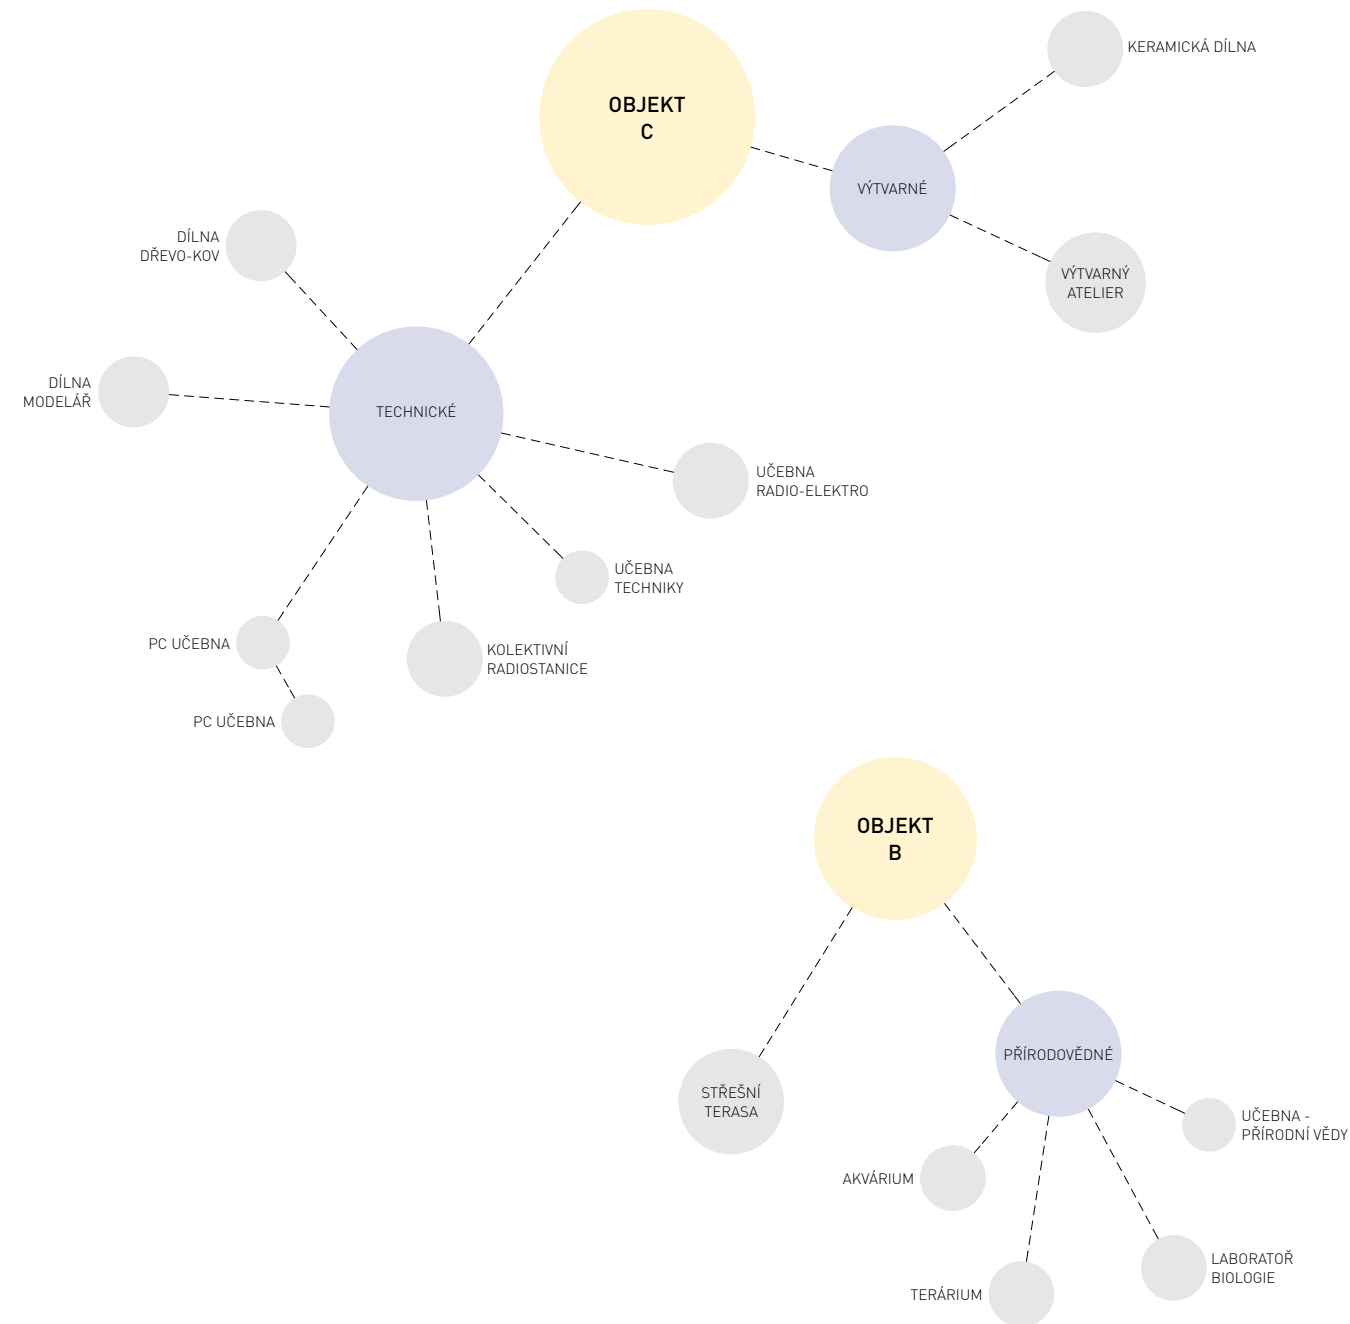 OBJEKT
C
KERAMICKÁ DÍLNA
VÝTVARNÉ
VÝTVARNÝ
ATELIER
DÍLNA
DŘEVO-KOV
DÍLNA
MODELÁŘ
TECHNICKÉ
UČEBNA
RADIO-ELEKTRO
UČEBNA
TECHNIKY
PC UČEBNA
KOLEKTIVNÍ
RADIOSTANICE
PC UČEBNA
OBJEKT
B
PŘÍRODOVĚDNÉ
STŘEŠNÍ
TERASA
UČEBNA -
PŘÍRODNÍ VĚDY
AKVÁRIUM
LABORATOŘ
BIOLOGIE
TERÁRIUM